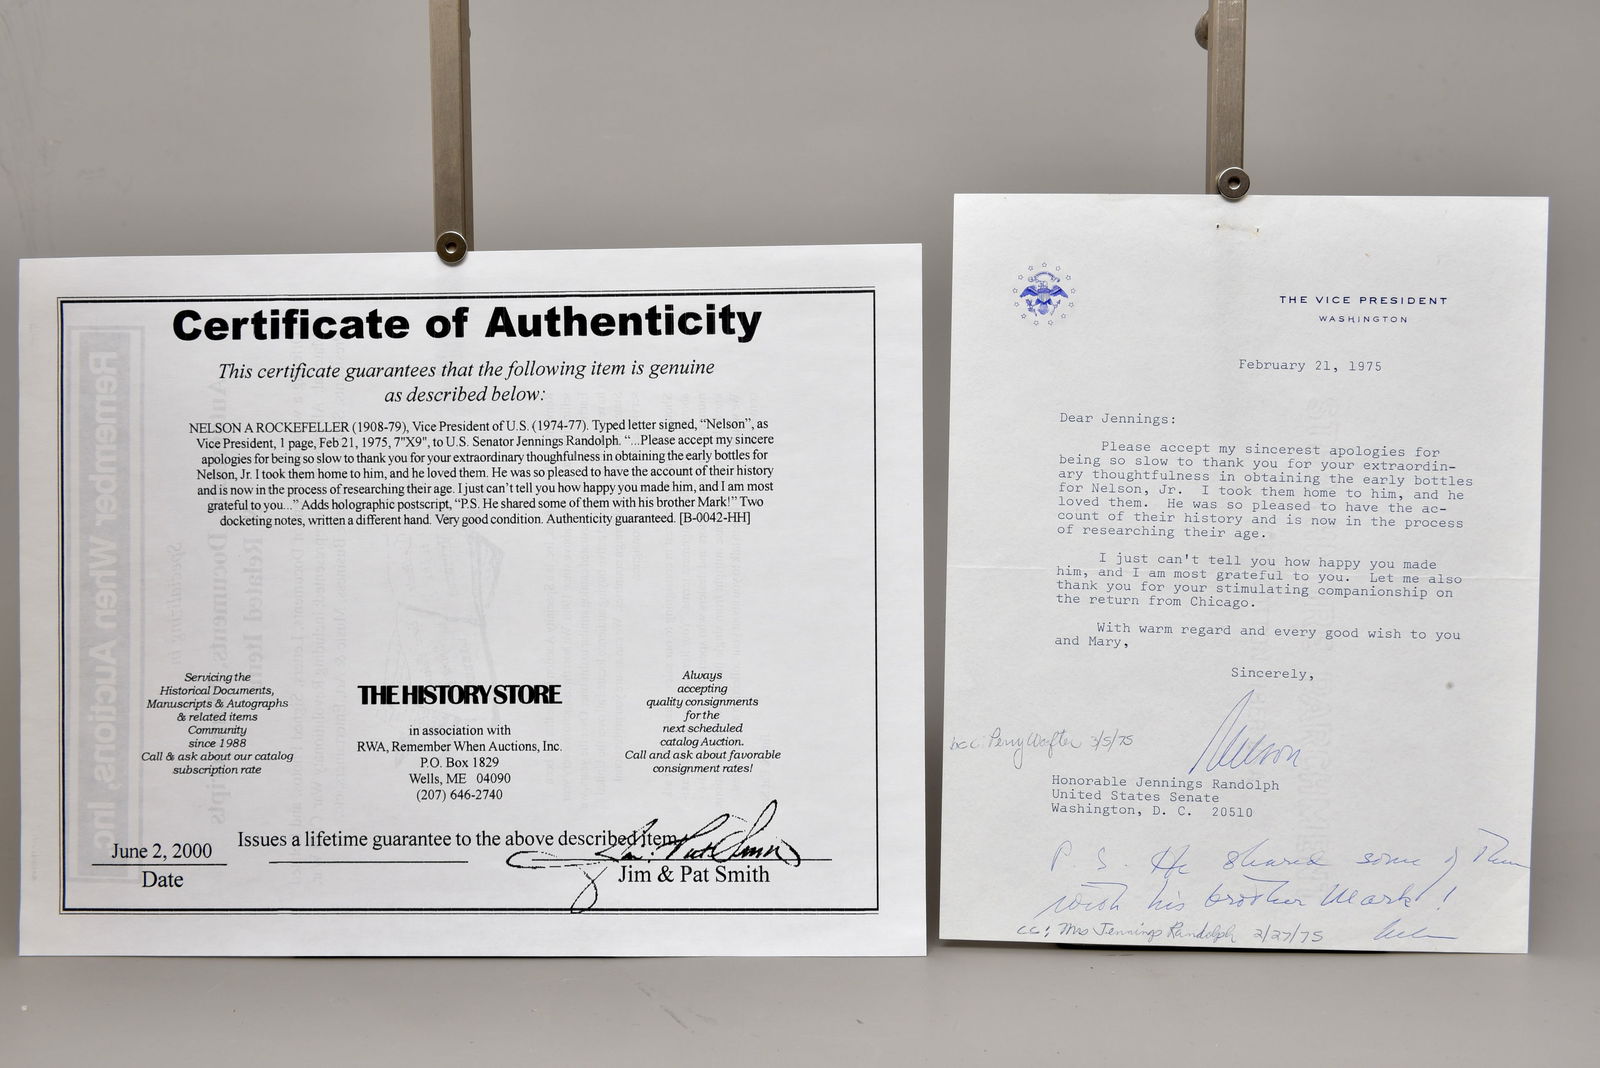 Certificate of Authenticity
This certificate guarantees that the following item is genuine
as described below:
NELSON A ROCKEFELLER (1908-79), Vice President of U.S. (1974-77). Typed letter signed, "Nelson", as
Vice President, 1 page, Feb 21, 1975, 7"X9", to U.S. Senator Jennings Randolph. "...Please accept my sincere
apologies for being so slow to thank you for your extraordinary thoughtfulness in obtaining the early bottles for
Nelson, Jr. I took them home to him, and he loved them. He was so pleased to have the account of their history
and is now in the process of researching their age. I just can't tell you how happy you made him, and I am most
grateful to you..." Adds holographic postscript, "P.S. He shared some of them with his brother Mark!" Two
docketing notes, written a different hand. Very good condition. Authenticity guaranteed. [B-0042-HH]
Servicing the
Historical Documents,
Manuscripts & Autographs
& related items
Community
since 1988
Call & ask about our catalog
subscription rate
THE HISTORY STORE
in association with
RWA, Remember When Auctions, Inc.
P.O. Box 1829
Wells, ME 04090
(207) 646-2740
Always
accepting
quality consignments
for the
next scheduled
catalog Auction.
Call and ask about favorable
consignment rates!
Issues a lifetime guarantee to the above described item
June 2, 2000
Date
Jim & Pat Smith
THE VICE PRESIDENT
WASHINGTON
February 21, 1975
Dear Jennings:
Please accept my sincerest apologies for
being so slow to thank you for your extraordin-
ary thoughtfulness in obtaining the early bottles
for Nelson, Jr. I took them home to him, and he
loved them. He was so pleased to have the ac-
count of their history and is now in the process
of researching their age.
I just can't tell you how happy you made
him, and I am most grateful to you. Let me also
thank you for your stimulating companionship on
the return from Chicago.
With warm regard and every good wish to you
and Mary,
Sincerely,
Nelson
bcc: Perry 3/5/75
Honorable Jennings Randolph
United States Senate
Washington, D. C. 20510
P. S. He shared some of them
with his brother Mark!
cc: Mrs Jennings Randolph 2/27/75